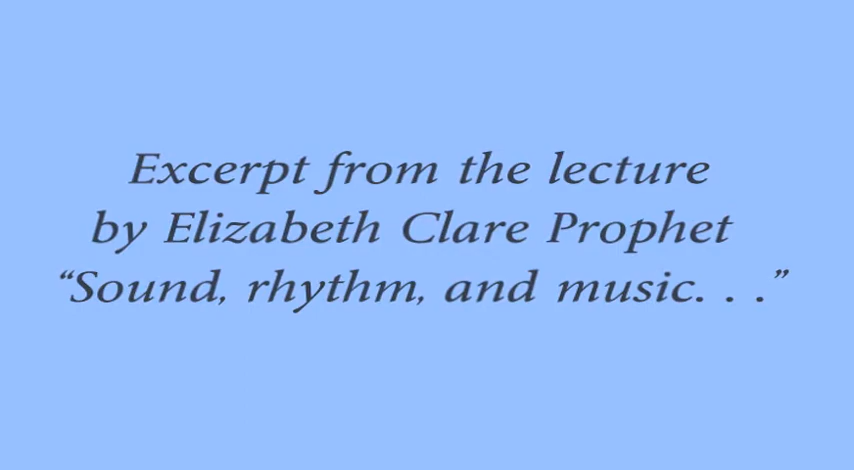 Excerpt from the lecture
by Elizabeth Clare Prophet
“Sound, rhythm, and music. . .”